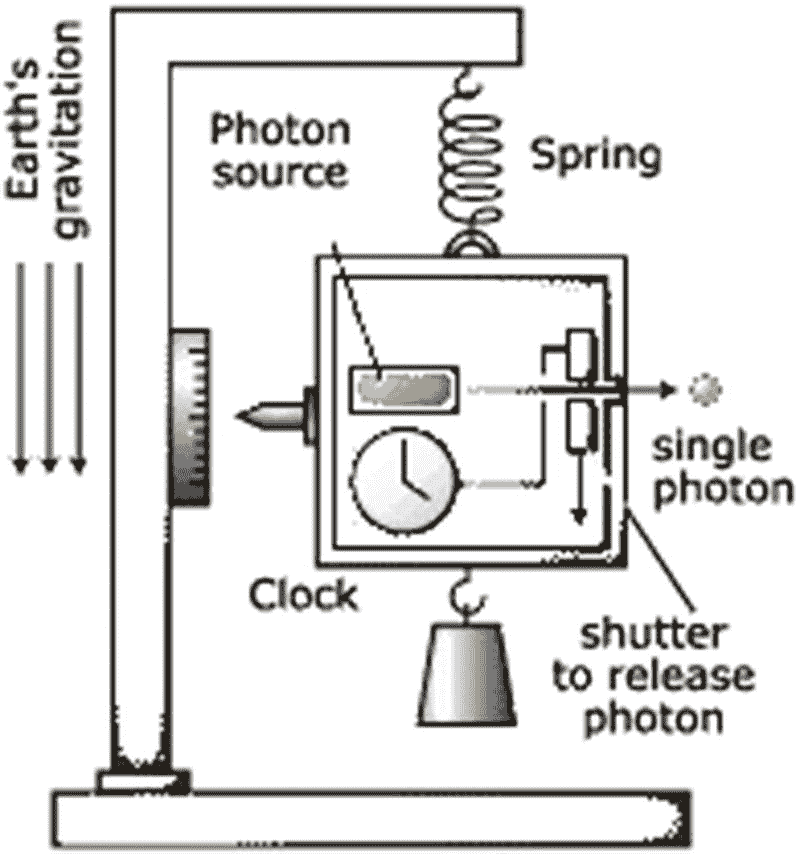 Earth's
gravitation
Photon
source
Spring
single
photon
Clock
shutter
to release
photon